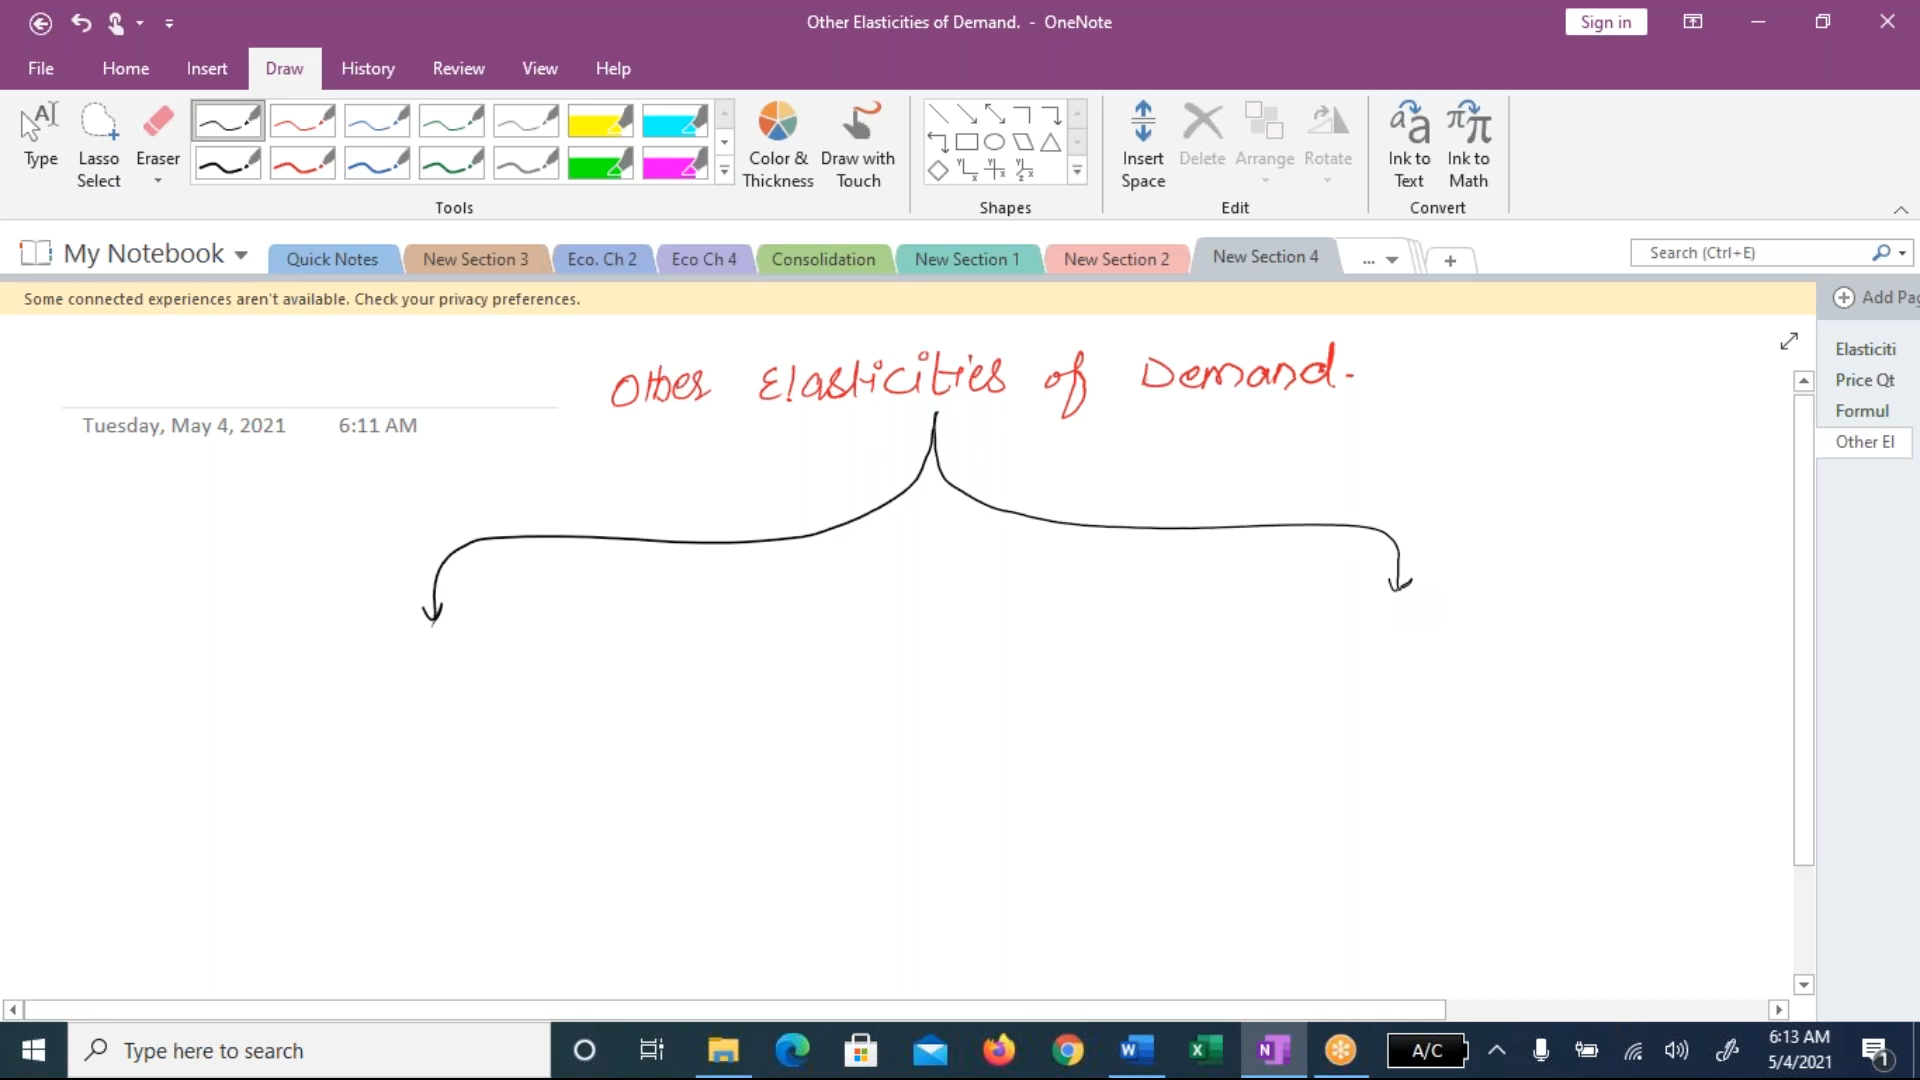 Other Elasticities of Demand. - OneNote
Sign in
File Home Insert Draw History Review View Help
Type
Lasso Select
Eraser
Color & Thickness
Draw with Touch
Insert Space
Delete
Arrange
Rotate
Ink to Text
Ink to Math
Tools Shapes Edit Convert
My Notebook Quick Notes New Section 3 Eco. Ch 2 Eco Ch 4 Consolidation New Section 1 New Section 2 New Section 4 ... Search (Ctrl+E)
Some connected experiences aren't available. Check your privacy preferences.
Add Pag
Other Elasticities of Demand.
Tuesday, May 4, 2021 6:11 AM
Elasticiti
Price Qt
Formul
Other El
Type here to search
A/C
6:13 AM
5/4/2021
1